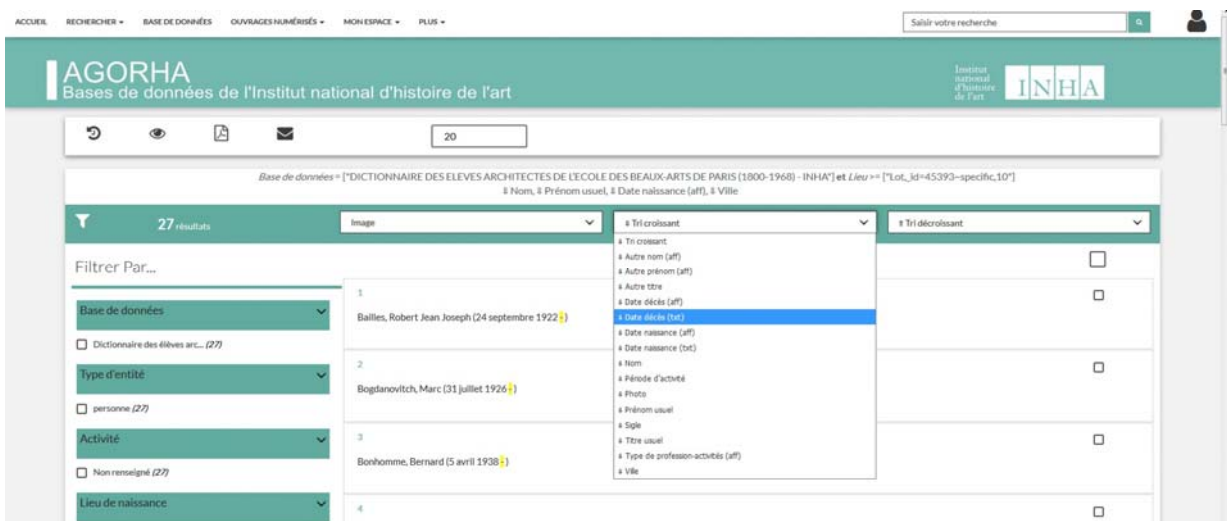 ACCUEIL RECHERCHER BASE DE DONNÉES OUVRAGES NUMÉRISÉS MON ESPACE PLUS Saisir votre recherche
AGORHA
Bases de données de l'Institut national d'histoire de l'art
Institut
national
d'histoire
de l'art
INHA
20
Base de données = ["DICTIONNAIRE DES ELEVES ARCHITECTES DE L'ECOLE DES BEAUX-ARTS DE PARIS (1800-1968) - INHA"] et Lieu >= ["Lot,_id=45393~specific,10"]
Nom, Prénom usuel, Date naissance (aff), Ville
27 résultats Image Tri croissant Tri décroissant
Filtrer Par...
Base de données
Dictionnaire des élèves arc... (27)
Type d'entité
personne (27)
Activité
Non renseigné (27)
Lieu de naissance
1
Bailles, Robert Jean Joseph (24 septembre 1922 - )
2
Bogdanovitch, Marc (31 juillet 1926 - )
3
Bonhomme, Bernard (5 avril 1938 - )
4
Tri croissant
Autre nom (aff)
Autre prénom (aff)
Autre titre
Date décès (aff)
Date décès (txt)
Date naissance (aff)
Date naissance (txt)
Nom
Période d'activité
Photo
Prénom usuel
Sigle
Titre usuel
Type de profession-activités (aff)
Ville